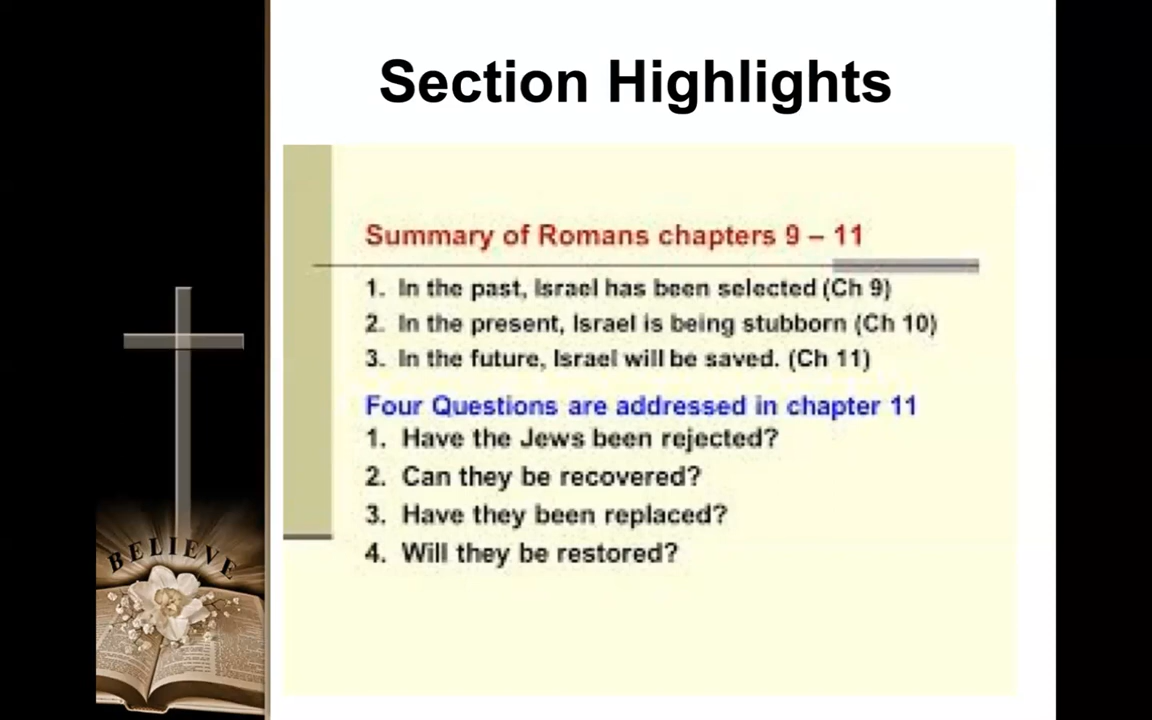 Section Highlights
Summary of Romans chapters 9 – 11
1. In the past, Israel has been selected (Ch 9)
2. In the present, Israel is being stubborn (Ch 10)
3. In the future, Israel will be saved. (Ch 11)
Four Questions are addressed in chapter 11
1. Have the Jews been rejected?
2. Can they be recovered?
3. Have they been replaced?
4. Will they be restored?
BELIEVE